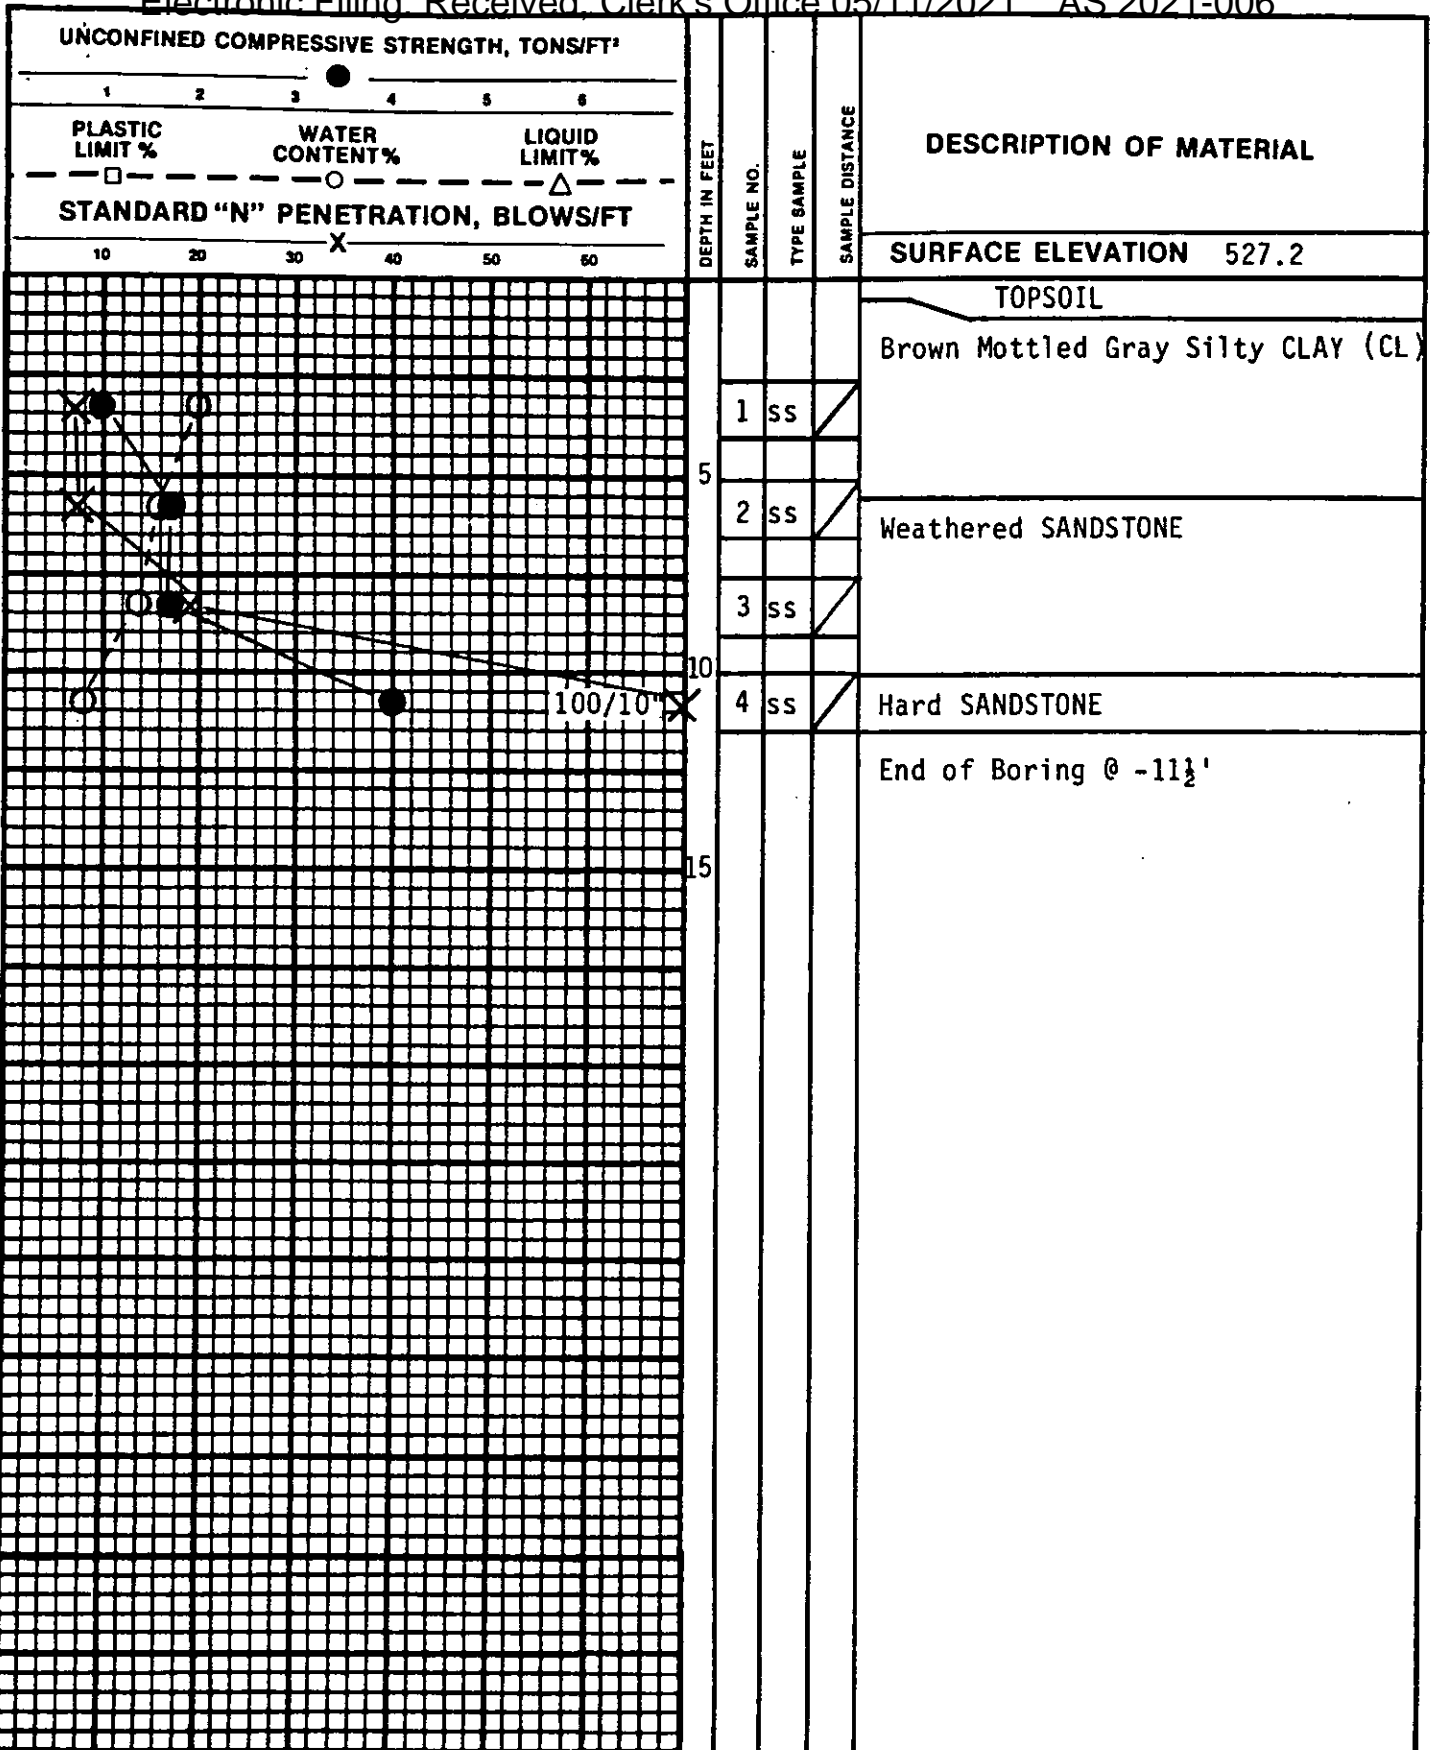 Electronic Filing: Received, Clerk's Office 05/11/2021 AS 2021-006
UNCONFINED COMPRESSIVE STRENGTH, TONS/FT²
1 2 3 4 5 6
PLASTIC LIMIT %
WATER CONTENT%
LIQUID LIMIT%
STANDARD "N" PENETRATION, BLOWS/FT
X
10 20 30 40 50 60
DEPTH IN FEET
SAMPLE NO.
TYPE SAMPLE
SAMPLE DISTANCE
DESCRIPTION OF MATERIAL
SURFACE ELEVATION 527.2
TOPSOIL
Brown Mottled Gray Silty CLAY (CL)
1 ss
5
2 ss
Weathered SANDSTONE
3 ss
10
100/10"
4 ss
Hard SANDSTONE
End of Boring @ -11½'
15